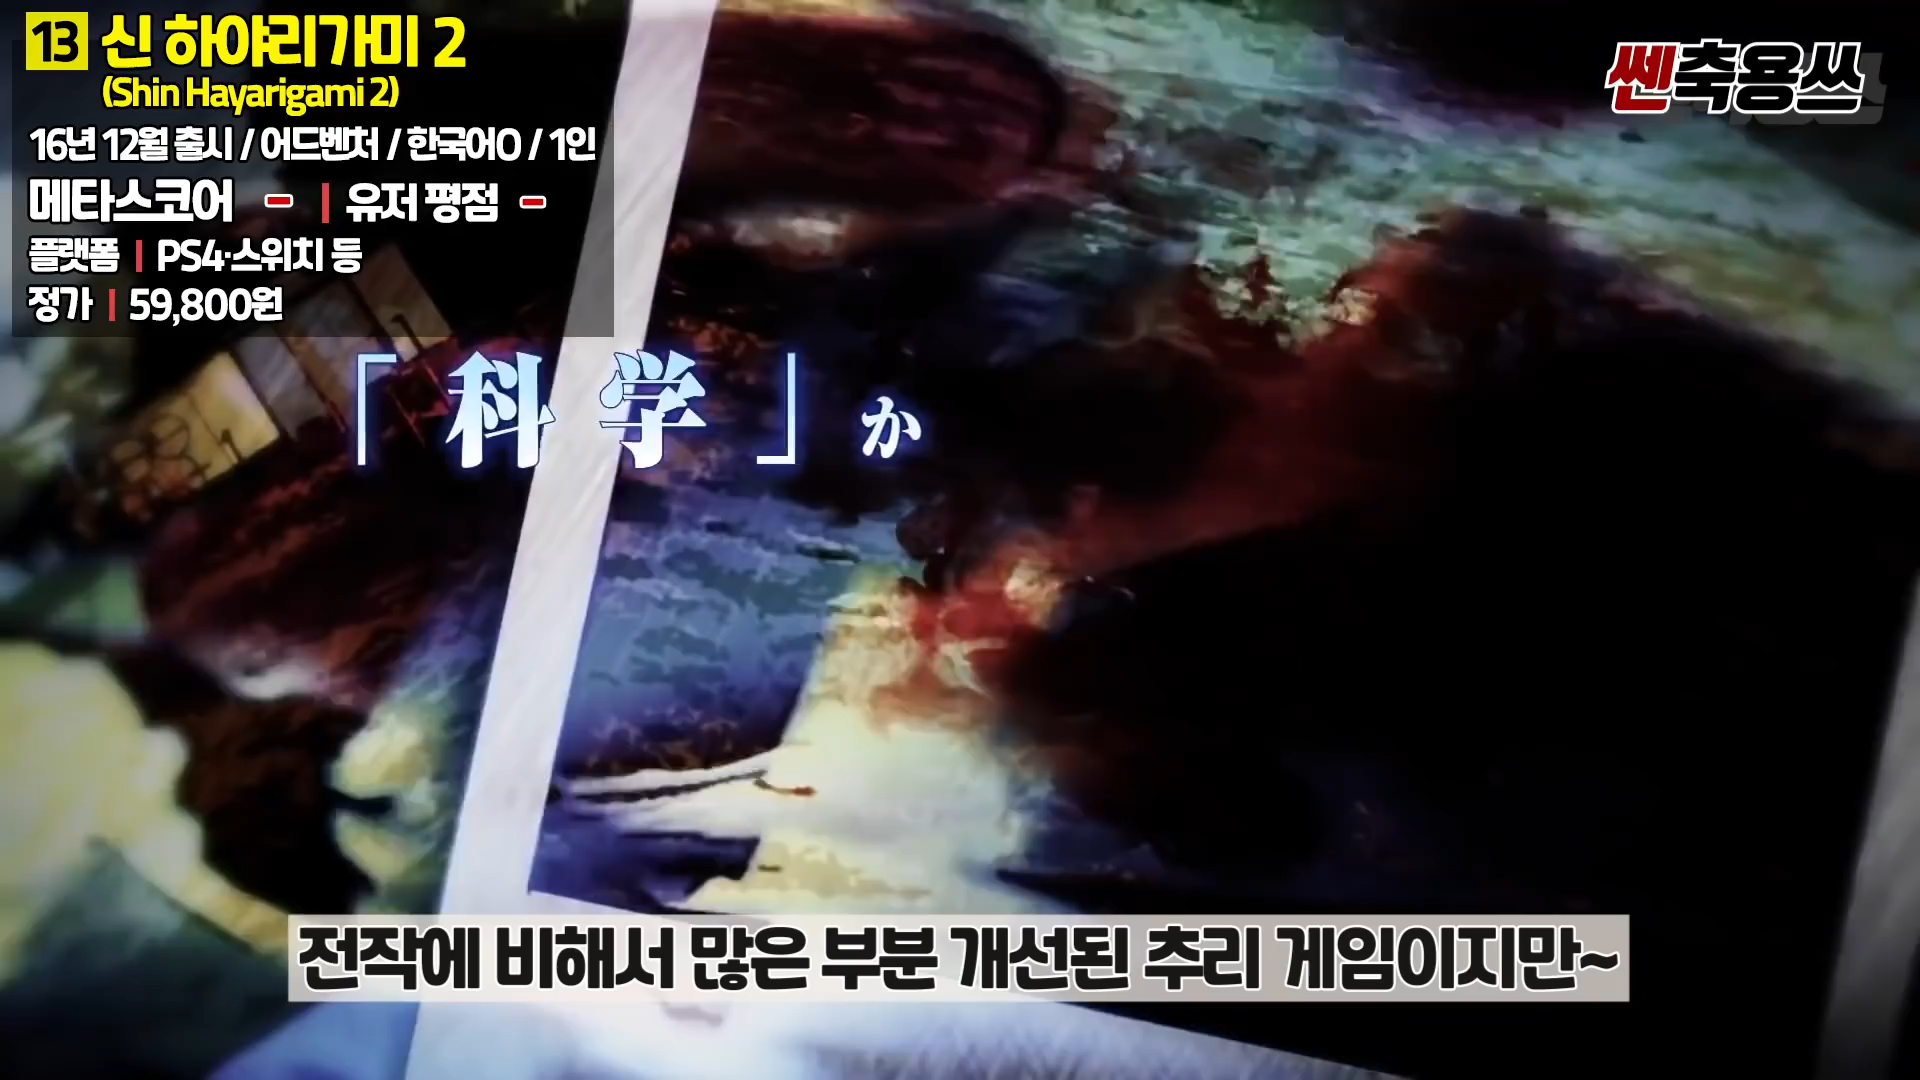 13 신 하야리가미 2
(Shin Hayarigami 2)
16년 12월 출시 / 어드벤처 / 한국어O / 1인
메타스코어 - | 유저 평점 -
플랫폼 | PS4·스위치 등
정가 | 59,800원
쎈축용쓰
「科学」か
전작에 비해서 많은 부분 개선된 추리 게임이지만~